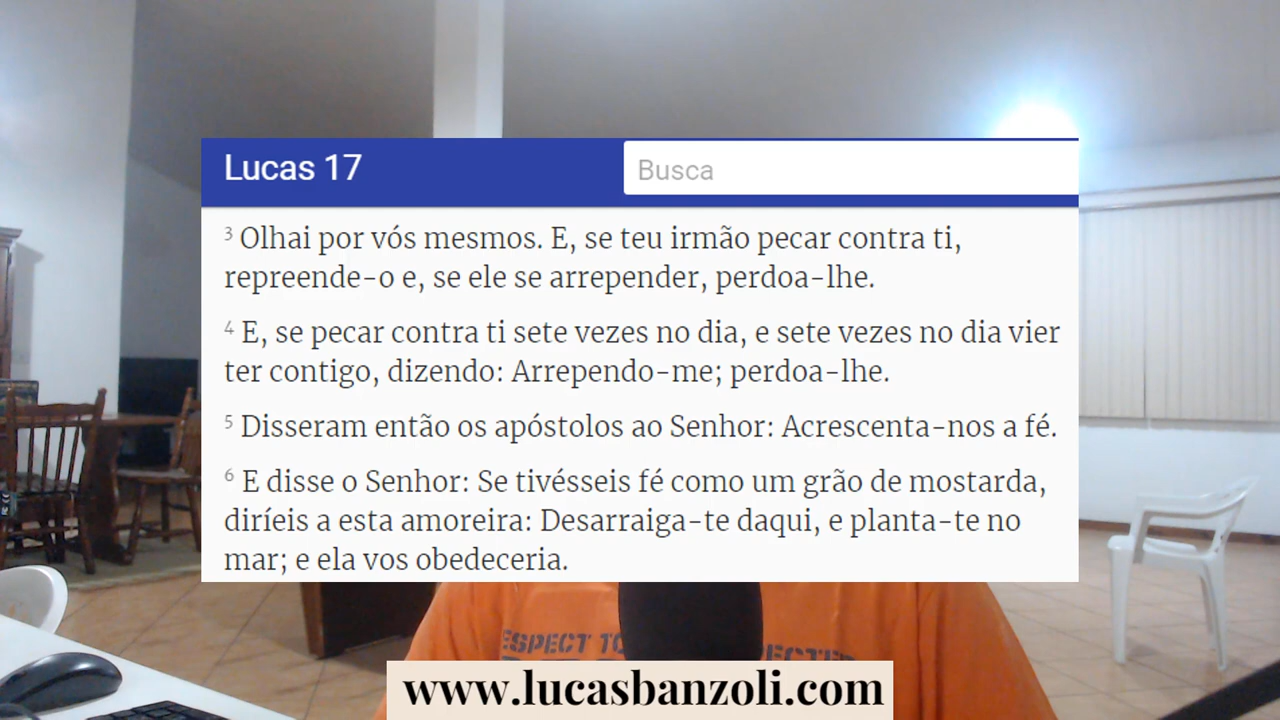 Lucas 17
Busca
3 Olhai por vós mesmos. E, se teu irmão pecar contra ti,
repreende-o e, se ele se arrepender, perdoa-lhe.
4 E, se pecar contra ti sete vezes no dia, e sete vezes no dia vier
ter contigo, dizendo: Arrependo-me; perdoa-lhe.
5 Disseram então os apóstolos ao Senhor: Acrescenta-nos a fé.
6 E disse o Senhor: Se tivésseis fé como um grão de mostarda,
diríeis a esta amoreira: Desarraiga-te daqui, e planta-te no
mar; e ela vos obedeceria.
ESPECT TO
www.lucasbanzoli.com